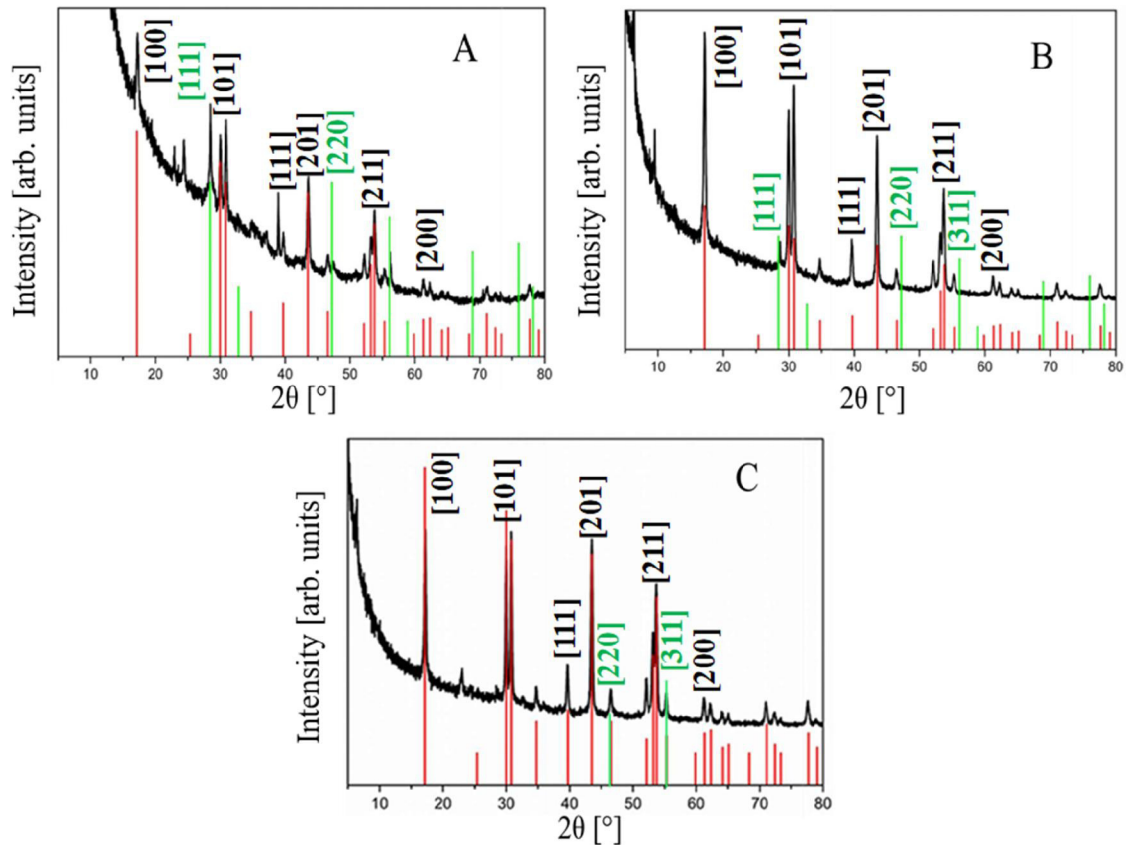 A
[100]
[111]
[101]
[111]
[201]
[220]
[211]
[200]
Intensity [arb. units]
10 20 30 40 50 60 70 80
2θ [°]
B
[100]
[101]
[111]
[111]
[201]
[220]
[211]
[311]
[200]
Intensity [arb. units]
10 20 30 40 50 60 70 80
2θ [°]
C
[100]
[101]
[111]
[201]
[220]
[211]
[311]
[200]
Intensity [arb. units]
10 20 30 40 50 60 70 80
2θ [°]